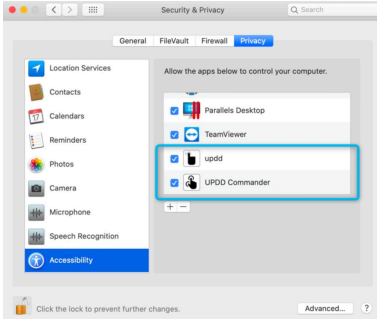 Security & Privacy
Search
General FileVault Firewall Privacy
Location Services
Contacts
17 Calendars
Reminders
Photos
Camera
Microphone
Speech Recognition
Accessibility
Allow the apps below to control your computer.
Parallels Desktop
TeamViewer
updd
UPDD Commander
+ −
Click the lock to prevent further changes.
Advanced... ?